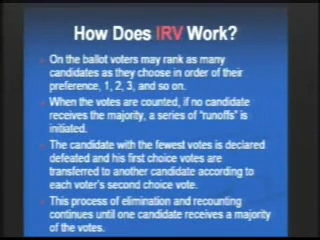 How Does IRV Work?
On the ballot voters may rank as many
candidates as they choose in order of their
preference, 1, 2, 3, and so on.
When the votes are counted, if no candidate
receives the majority, a series of "runoffs" is
initiated.
The candidate with the fewest votes is declared
defeated and his first choice votes are
transferred to another candidate according to
each voter's second choice vote.
This process of elimination and recounting
continues until one candidate receives a majority
of the votes.